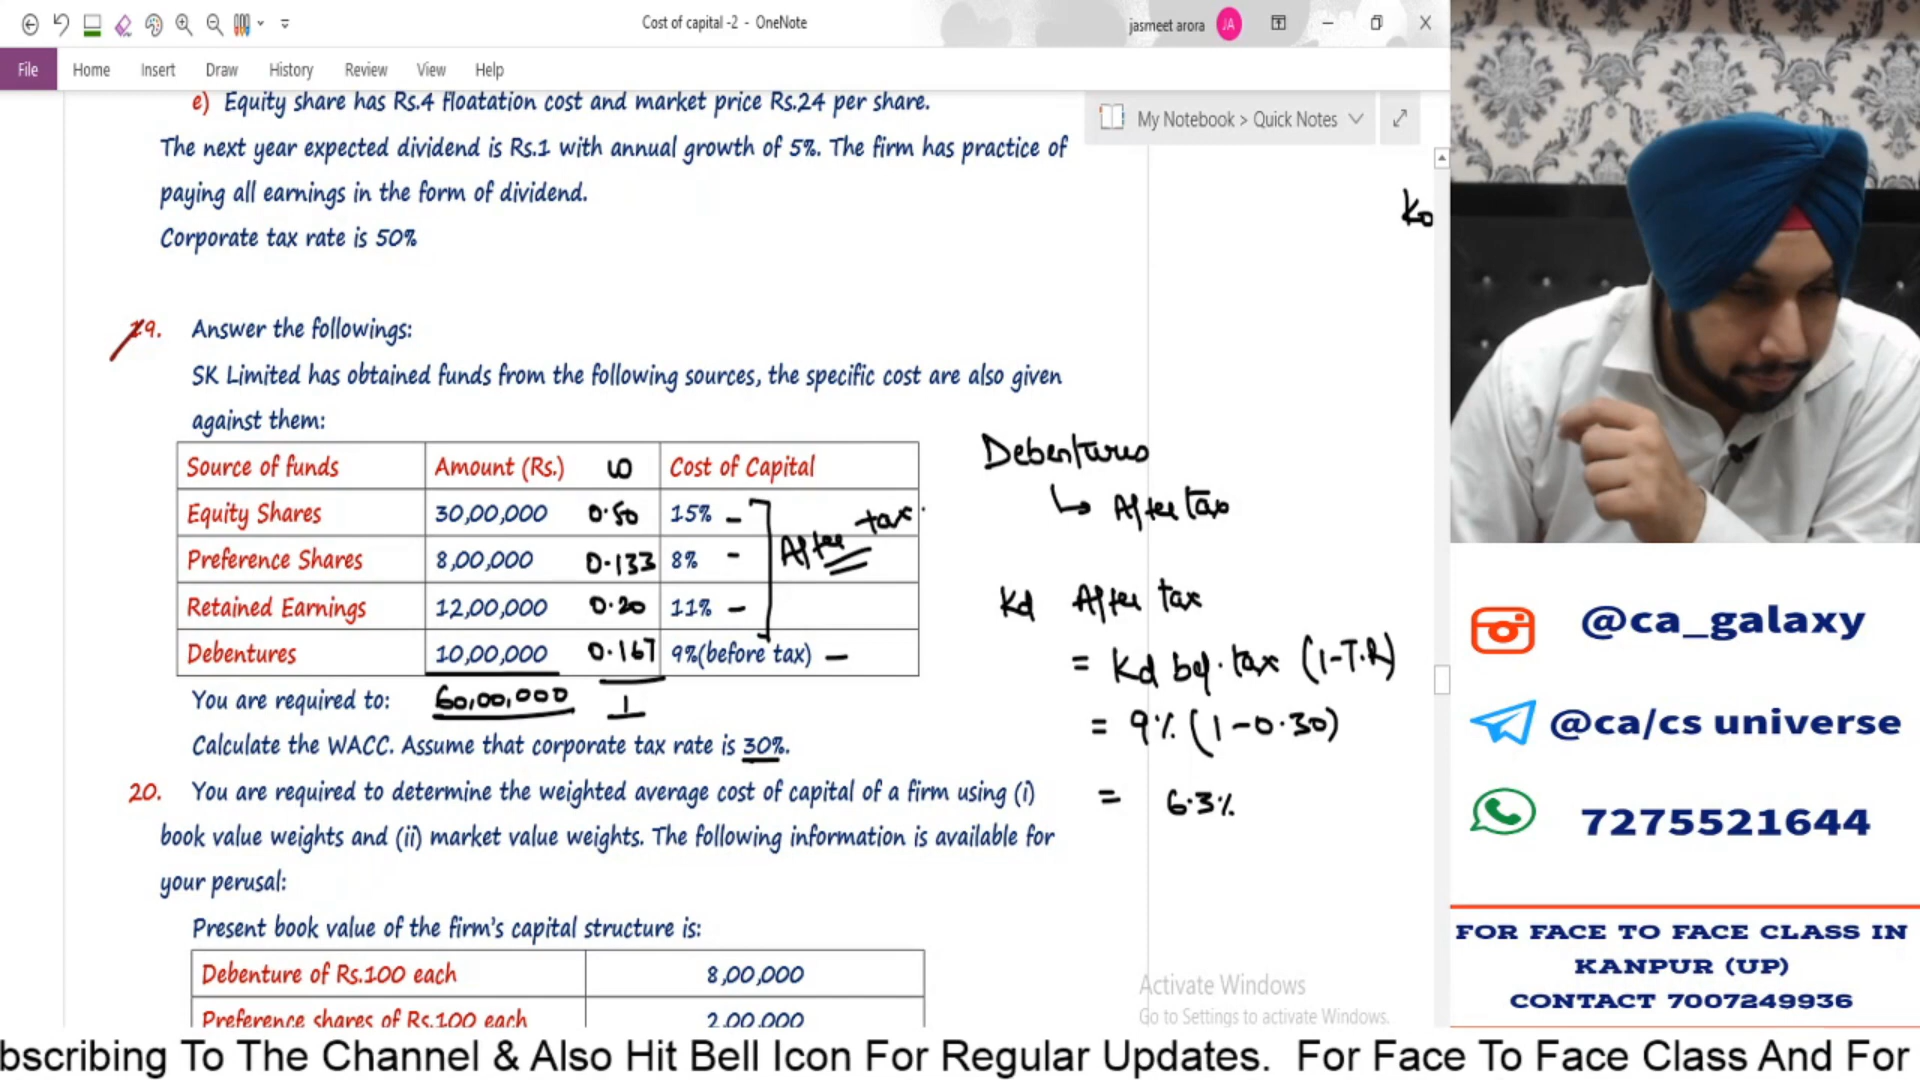 Cost of capital -2 - OneNote
jasmeet arora
JA
File
Home
Insert
Draw
History
Review
View
Help
My Notebook > Quick Notes
e) Equity share has Rs.4 floatation cost and market price Rs.24 per share.
The next year expected dividend is Rs.1 with annual growth of 5%. The firm has practice of
paying all earnings in the form of dividend.
Corporate tax rate is 50%
Ko
19. Answer the followings:
SK Limited has obtained funds from the following sources, the specific cost are also given
against them:
Source of funds Amount (Rs.) ω Cost of Capital
Equity Shares 30,00,000 0.50 15% -
Preference Shares 8,00,000 0.133 8% -
Retained Earnings 12,00,000 0.20 11% -
Debentures 10,00,000 0.167 9%(before tax) -
After tax
60,00,000 1
You are required to:
Calculate the WACC. Assume that corporate tax rate is 30%.
Debentures
↳ After tax
Kd After tax
= Kd bef. tax (1-T.R)
= 9% (1-0.30)
= 6.3%
20. You are required to determine the weighted average cost of capital of a firm using (i)
book value weights and (ii) market value weights. The following information is available for
your perusal:
Present book value of the firm's capital structure is:
Debenture of Rs.100 each 8,00,000
Preference shares of Rs.100 each 2,00,000
Activate Windows
Go to Settings to activate Windows.
@ca_galaxy
@ca/cs universe
7275521644
FOR FACE TO FACE CLASS IN
KANPUR (UP)
CONTACT 7007249936
bscribing To The Channel & Also Hit Bell Icon For Regular Updates. For Face To Face Class And For